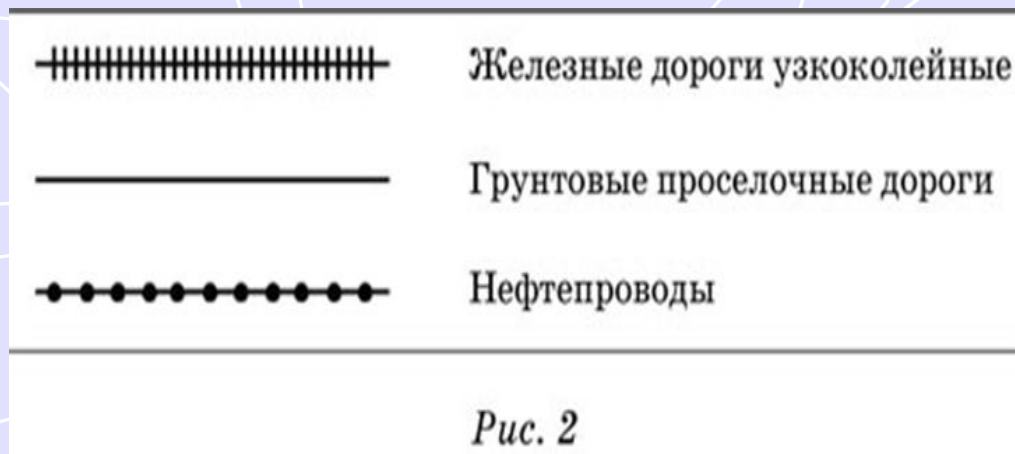 Железные дороги узкоколейные
Грунтовые проселочные дороги
Нефтепроводы
Рис. 2